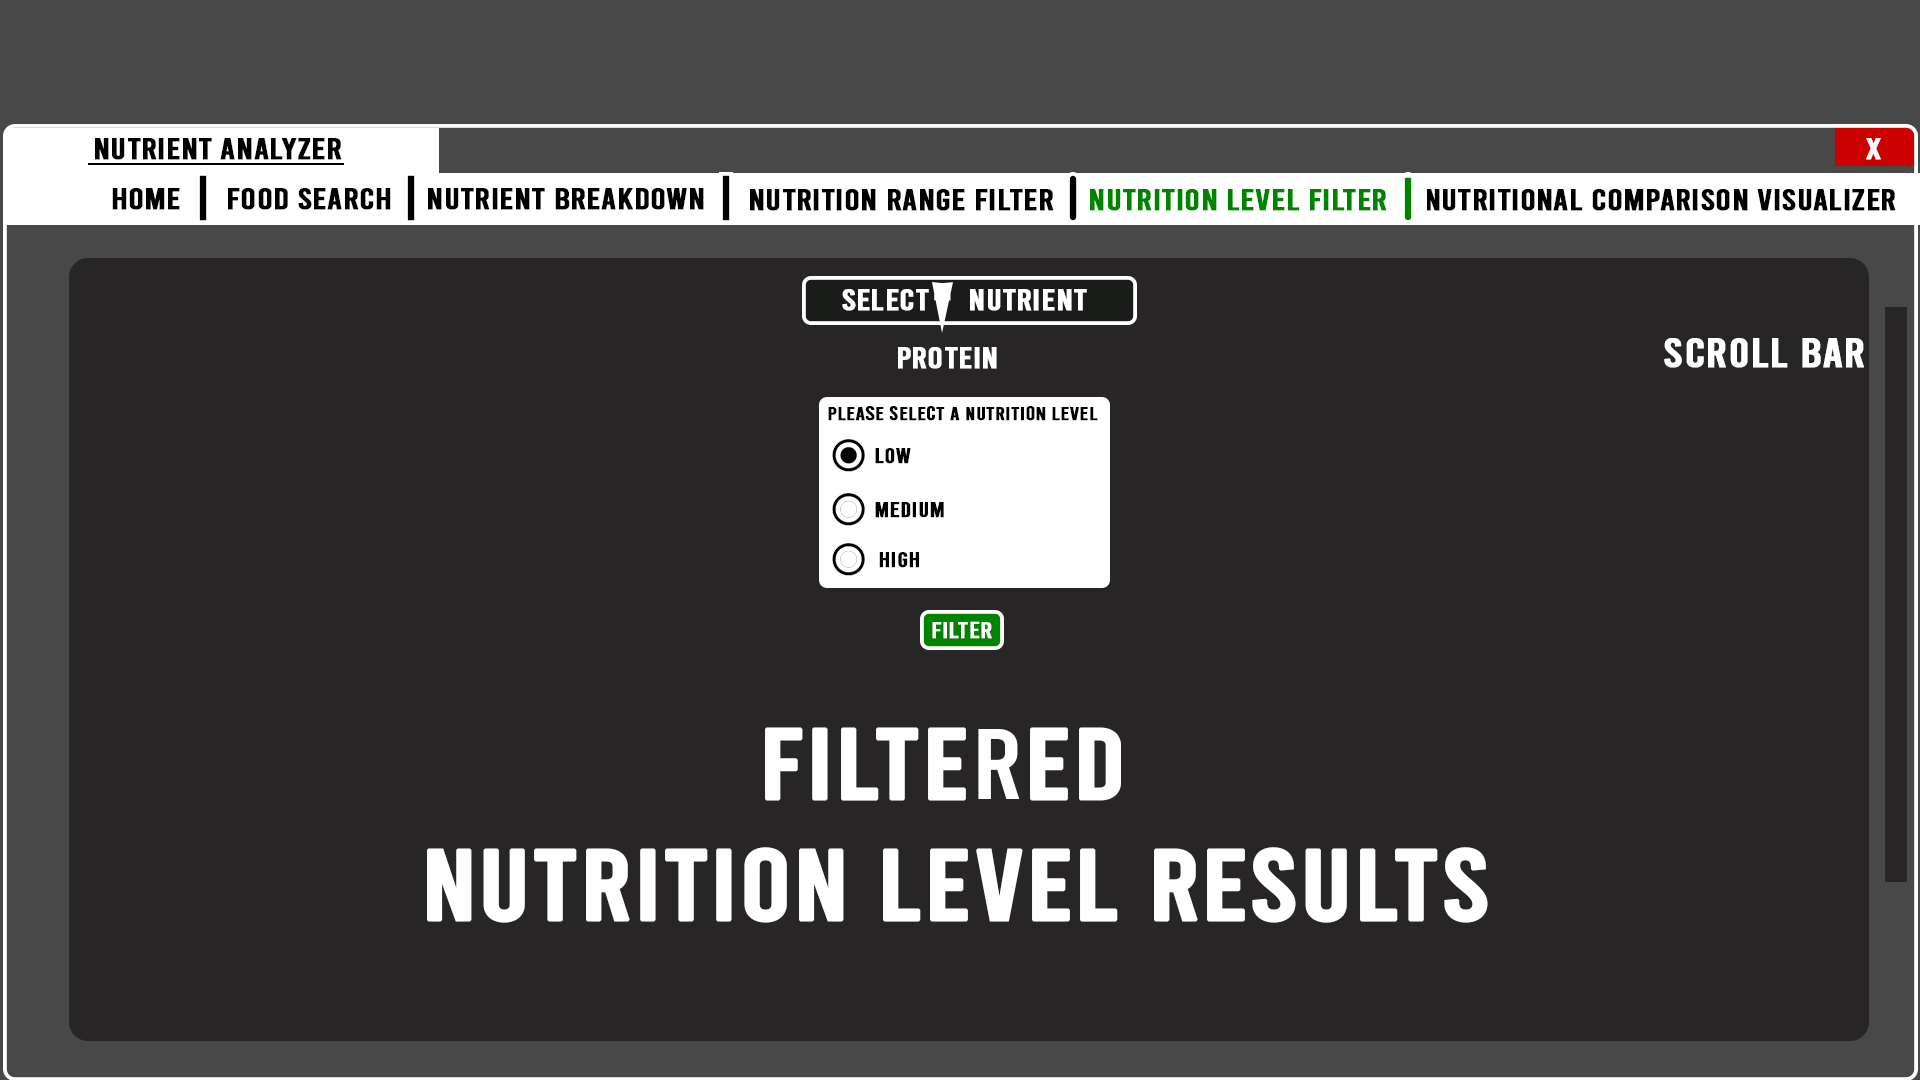 NUTRIENT ANALYZER
X
HOME
FOOD SEARCH
NUTRIENT BREAKDOWN
NUTRITION RANGE FILTER
NUTRITION LEVEL FILTER
NUTRITIONAL COMPARISON VISUALIZER
SELECT NUTRIENT
PROTEIN
SCROLL BAR
PLEASE SELECT A NUTRITION LEVEL
LOW
MEDIUM
HIGH
FILTER
FILTERED
NUTRITION LEVEL RESULTS